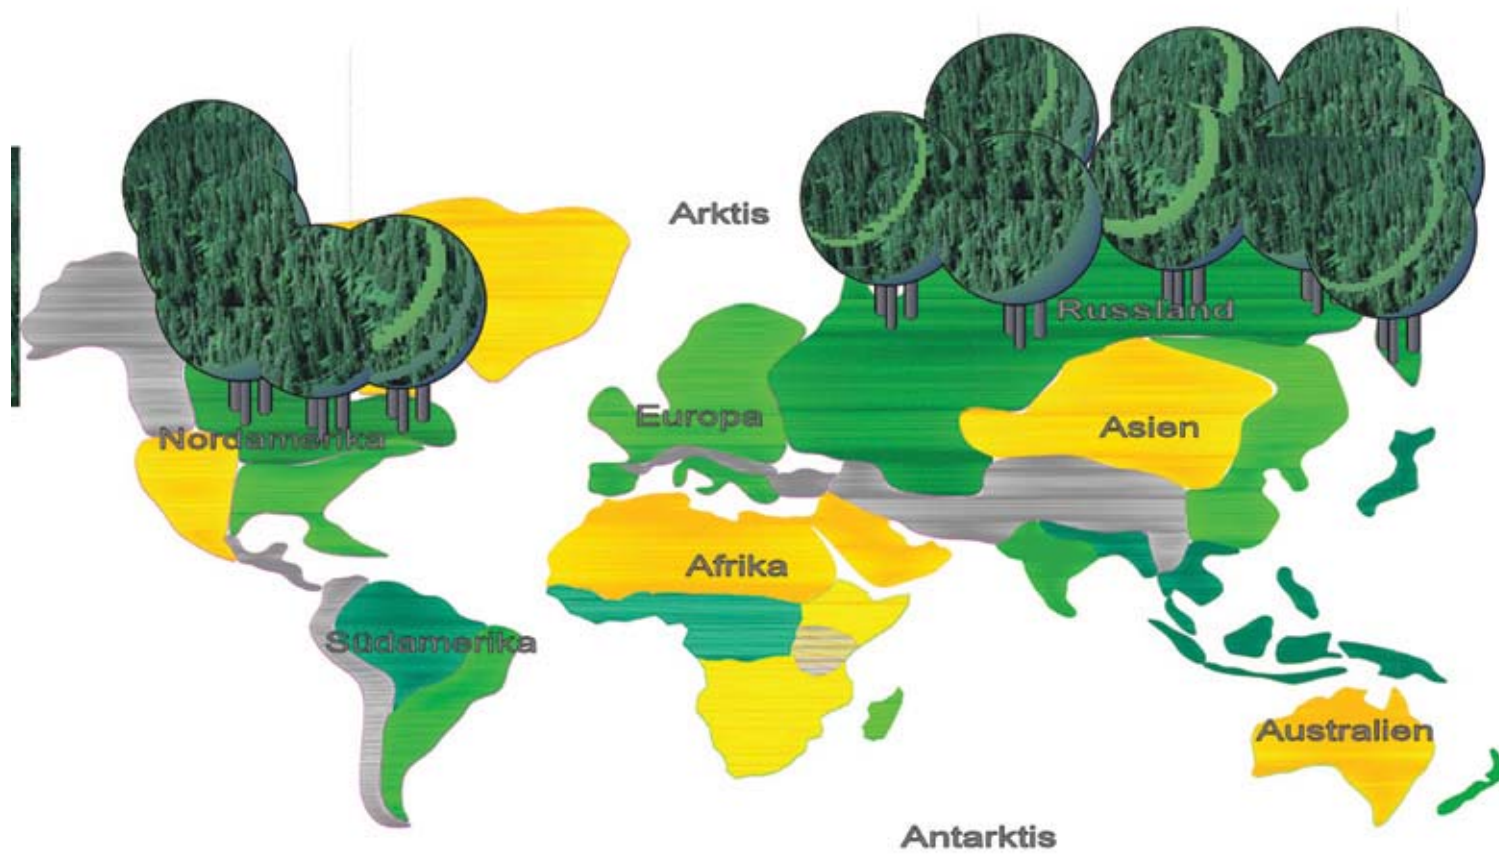 Arktis
Russland
Europa
Asien
Nordamerika
Afrika
Südamerika
Australien
Antarktis